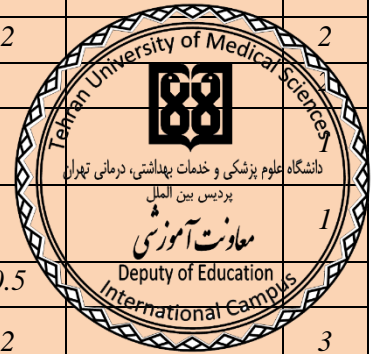 2 2
Tehran University of Medical Sciences
1
دانشگاه علوم پزشکی و خدمات بهداشتی، درمانی تهران
پردیس بین الملل
معاونت آموزشی
1
Deputy of Education
International Campus
.5
2 3